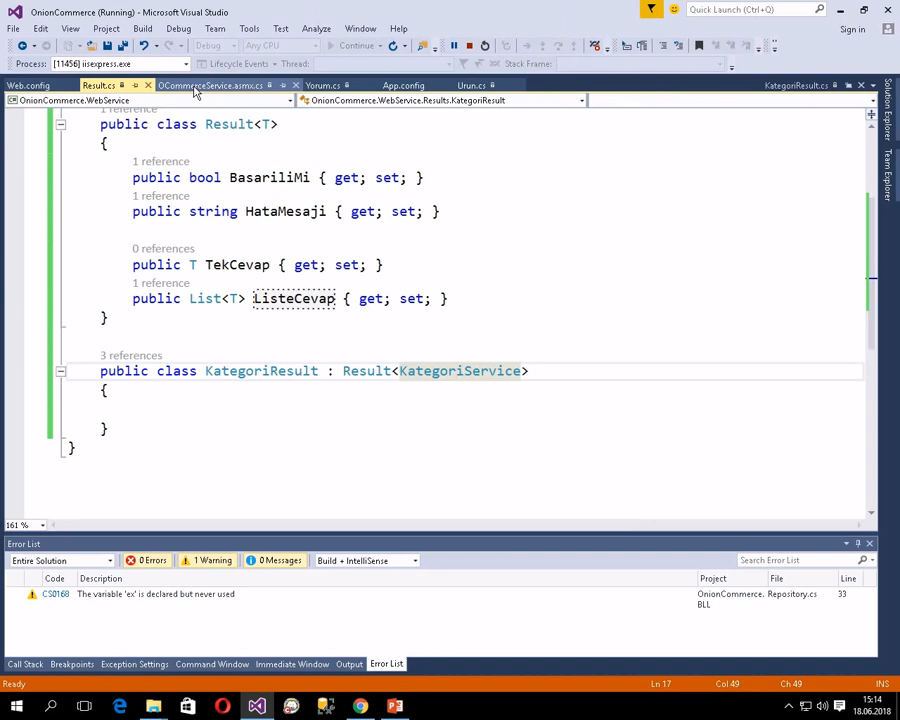 OnionCommerce (Running) - Microsoft Visual Studio
Quick Launch (Ctrl+Q)
File Edit View Project Build Debug Team Tools Analyze Window Help
Sign in
Debug Any CPU Continue
Process: [11456] iisexpress.exe Lifecycle Events Thread: Stack Frame:
Web.config Result.cs OCommerceService.asmx.cs Yorum.cs App.config Urun.cs KategoriResult.cs
OnionCommerce.WebService OnionCommerce.WebService.Results.KategoriResult
Solution Explorer
Team Explorer
1 reference
public class Result<T>
{
1 reference
public bool BasariliMi { get; set; }
1 reference
public string HataMesaji { get; set; }
0 references
public T TekCevap { get; set; }
1 reference
public List<T> ListeCevap { get; set; }
}
3 references
public class KategoriResult : Result<KategoriService>
{
}
}
161 %
Error List
Entire Solution 0 Errors 1 Warning 0 Messages Build + IntelliSense Search Error List
Code Description Project File Line
CS0168 The variable 'ex' is declared but never used OnionCommerce. Repository.cs 33
BLL
Call Stack Breakpoints Exception Settings Command Window Immediate Window Output Error List
Ready Ln 17 Col 49 Ch 49 INS
15:14
18.06.2018